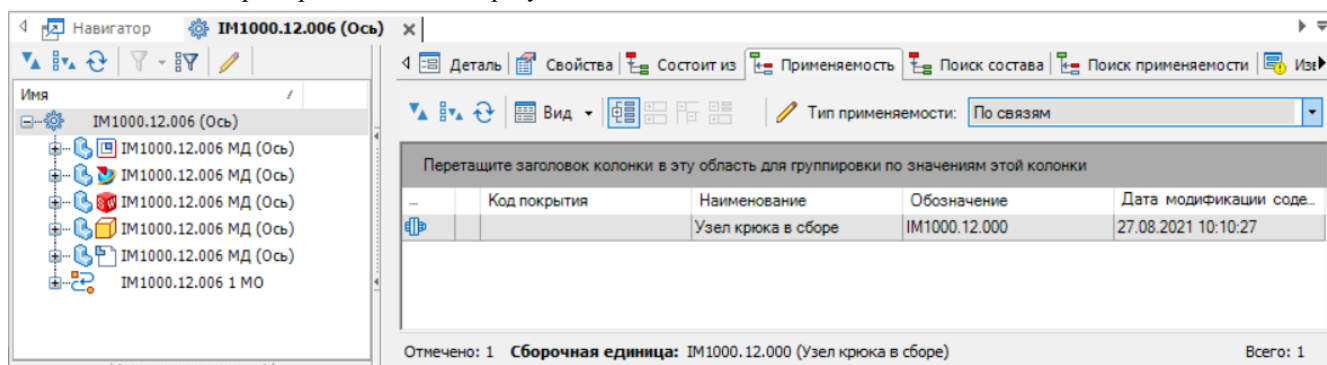 Навигатор IM1000.12.006 (Ось)
Деталь Свойства Состоит из Применяемость Поиск состава Поиск применяемости
Имя
IM1000.12.006 (Ось)
IM1000.12.006 МД (Ось)
IM1000.12.006 МД (Ось)
IM1000.12.006 МД (Ось)
IM1000.12.006 МД (Ось)
IM1000.12.006 МД (Ось)
IM1000.12.006 1 МО
Вид Тип применяемости: По связям
Перетащите заголовок колонки в эту область для группировки по значениям этой колонки
... Код покрытия Наименование Обозначение Дата модификации соде...
Узел крюка в сборе IM1000.12.000 27.08.2021 10:10:27
Отмечено: 1 Сборочная единица: IM1000.12.000 (Узел крюка в сборе) Всего: 1